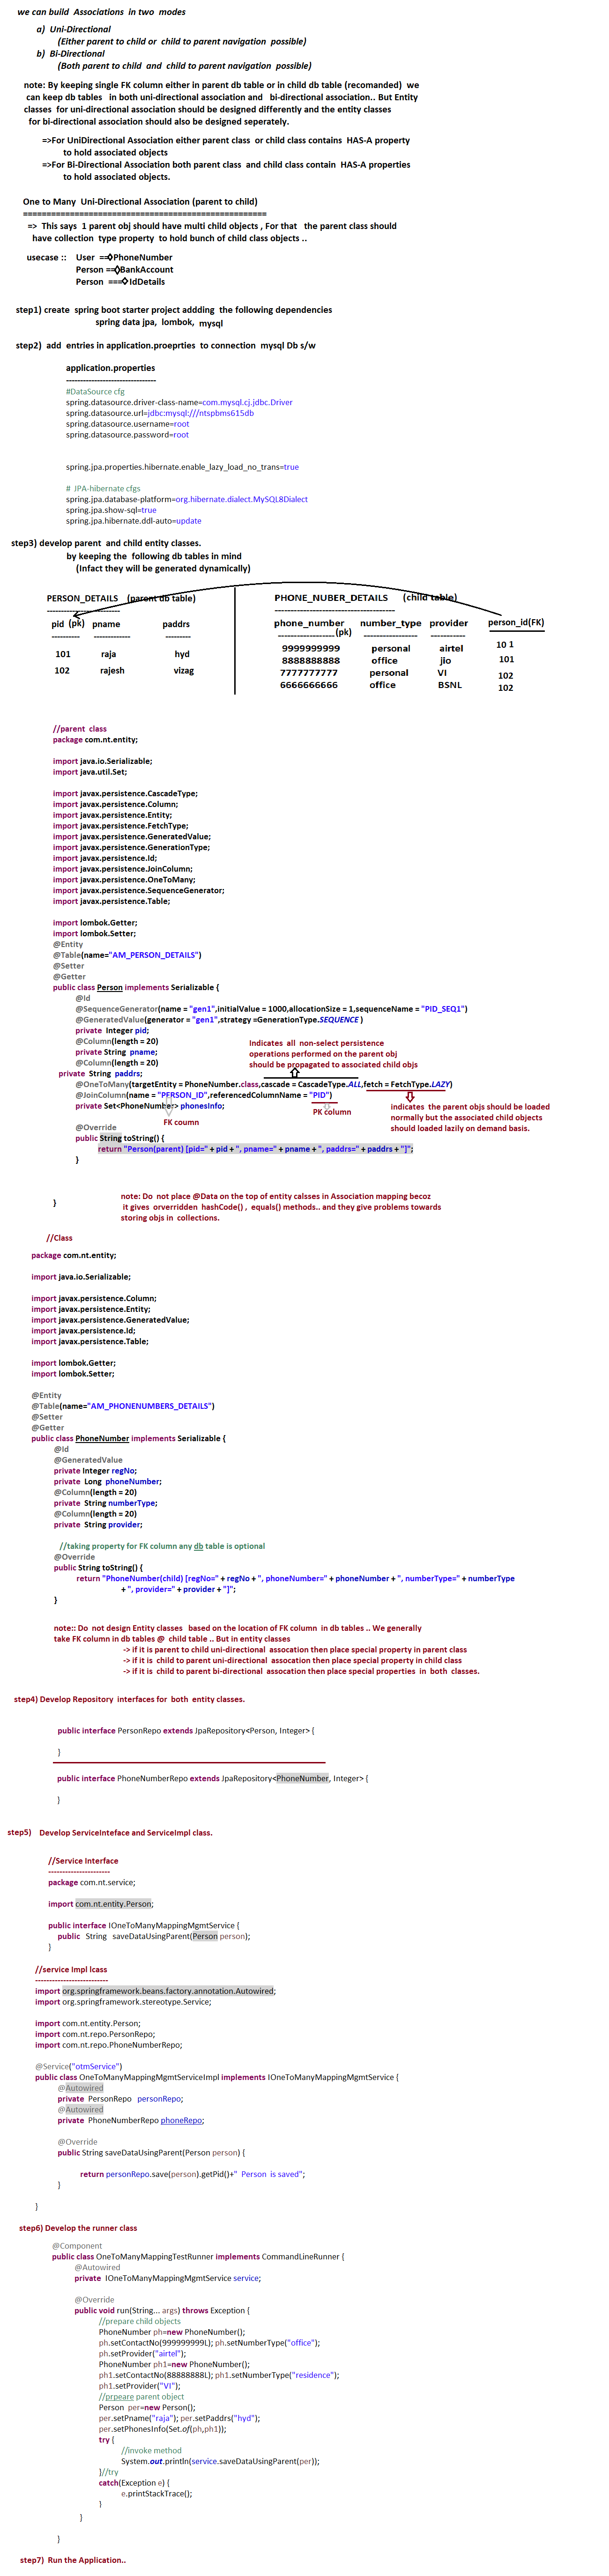 we can build  Associations  in two  modes
a)  Uni-Directional
(Either parent to child or  child to parent navigation  possible)
b)  Bi-Directional
(Both parent to child  and  child to parent navigation  possible)
note: By keeping single FK column either in parent db table or in child db table (recomanded)  we
can keep db tables   in both uni-directional association and   bi-directional association.. But Entity
classes  for uni-directional association should be designed differently and the entity classes
for bi-directional association should also be designed seperately.
=>For UniDirectional Association either parent class  or child class contains  HAS-A property
to hold associated objects
=>For Bi-Directional Association both parent class  and child class contain  HAS-A properties
to hold associated objects.
One to Many  Uni-Directional Association (parent to child)
===================================================
=>  This says  1 parent obj should have multi child objects , For that   the parent class should
have collection  type property  to hold bunch of child class objects ..
usecase ::    User  ==◊PhoneNumber
Person ==◊BankAccount
Person  ===◊ IdDetails
step1) create  spring boot starter project addding  the following dependencies
spring data jpa,  lombok,  mysql
step2)  add  entries in application.proeprties  to connection  mysql Db s/w
application.properties
--------------------------------
#DataSource cfg
spring.datasource.driver-class-name=com.mysql.cj.jdbc.Driver
spring.datasource.url=jdbc:mysql:///ntspbms615db
spring.datasource.username=root
spring.datasource.password=root
spring.jpa.properties.hibernate.enable_lazy_load_no_trans=true
#  JPA-hibernate cfgs
spring.jpa.database-platform=org.hibernate.dialect.MySQL8Dialect
spring.jpa.show-sql=true
spring.jpa.hibernate.ddl-auto=update
step3) develop parent  and child entity classes.
by keeping the  following db tables in mind
(Infact they will be generated dynamically)
PERSON_DETAILS    (parent db table)
--------------------------
pid  (pk)   pname   paddrs
----------   -------------   ---------
101   raja   hyd
102   rajesh   vizag
PHONE_NUBER_DETAILS      (child table)
-------------------------------------
phone_number   number_type   provider   person_id(FK)
------------------(pk)   -----------------   -----------
9999999999   personal   airtel   10 1
8888888888   office   jio   101
7777777777   personal   VI   102
6666666666   office   BSNL   102
//parent  class
package com.nt.entity;
import java.io.Serializable;
import java.util.Set;
import javax.persistence.CascadeType;
import javax.persistence.Column;
import javax.persistence.Entity;
import javax.persistence.FetchType;
import javax.persistence.GeneratedValue;
import javax.persistence.GenerationType;
import javax.persistence.Id;
import javax.persistence.JoinColumn;
import javax.persistence.OneToMany;
import javax.persistence.SequenceGenerator;
import javax.persistence.Table;
import lombok.Getter;
import lombok.Setter;
@Entity
@Table(name="AM_PERSON_DETAILS")
@Setter
@Getter
public class Person implements Serializable {
@Id
@SequenceGenerator(name = "gen1",initialValue = 1000,allocationSize = 1,sequenceName = "PID_SEQ1")
@GeneratedValue(generator = "gen1",strategy =GenerationType.SEQUENCE )
private  Integer pid;
@Column(length = 20)
private String  pname;
@Column(length = 20)
private  String  paddrs;
Indicates  all  non-select persistence
operations performed on the parent obj
should be propagated to associated child objs
@OneToMany(targetEntity = PhoneNumber.class,cascade = CascadeType.ALL,fetch = FetchType.LAZY)
@JoinColumn(name = "PERSON_ID",referencedColumnName = "PID")
private Set<PhoneNumber> phonesInfo;
FK coumn
PK column
indicates  the parent objs should be loaded
normally but the associated child objects
should loaded lazily on demand basis.
@Override
public String toString() {
return "Person(parent) [pid=" + pid + ", pname=" + pname + ", paddrs=" + paddrs + "]";
}
}
note: Do  not place @Data on the top of entity calsses in Association mapping becoz
it gives  orverridden  hashCode() ,  equals() methods.. and they give problems towards
storing objs in  collections.
//Class
package com.nt.entity;
import java.io.Serializable;
import javax.persistence.Column;
import javax.persistence.Entity;
import javax.persistence.GeneratedValue;
import javax.persistence.Id;
import javax.persistence.Table;
import lombok.Getter;
import lombok.Setter;
@Entity
@Table(name="AM_PHONENUMBERS_DETAILS")
@Setter
@Getter
public class PhoneNumber implements Serializable {
@Id
@GeneratedValue
private Integer regNo;
private  Long  phoneNumber;
@Column(length = 20)
private  String numberType;
@Column(length = 20)
private  String provider;
//taking property for FK column any db table is optional
@Override
public String toString() {
return "PhoneNumber(child) [regNo=" + regNo + ", phoneNumber=" + phoneNumber + ", numberType=" + numberType
+ ", provider=" + provider + "]";
}
note:: Do  not  design Entity classes   based on the location of FK column  in db tables .. We generally
take FK column in db tables @  child table .. But in entity classes
-> if it is parent to child uni-directional  assocation then place special property in parent class
-> if it is  child to parent uni-directional  assocation then place special property in child class
-> if it is  child to parent bi-directional  assocation then place special properties  in  both  classes.
step4) Develop Repository  interfaces for  both  entity classes.
public interface PersonRepo extends JpaRepository<Person, Integer> {
}
public interface PhoneNumberRepo extends JpaRepository<PhoneNumber, Integer> {
}
step5)   Develop ServiceInteface and ServiceImpl class.
//Service Interface
----------------------
package com.nt.service;
import com.nt.entity.Person;
public interface IOneToManyMappingMgmtService {
public   String   saveDataUsingParent(Person person);
}
//service Impl lcass
--------------------------
import org.springframework.beans.factory.annotation.Autowired;
import org.springframework.stereotype.Service;
import com.nt.entity.Person;
import com.nt.repo.PersonRepo;
import com.nt.repo.PhoneNumberRepo;
@Service("otmService")
public class OneToManyMappingMgmtServiceImpl implements IOneToManyMappingMgmtService {
@Autowired
private  PersonRepo   personRepo;
@Autowired
private  PhoneNumberRepo phoneRepo;
@Override
public String saveDataUsingParent(Person person) {
return personRepo.save(person).getPid()+"  Person  is saved";
}
}
step6) Develop the runner class
@Component
public class OneToManyMappingTestRunner implements CommandLineRunner {
@Autowired
private  IOneToManyMappingMgmtService service;
@Override
public void run(String... args) throws Exception {
//prepare child objects
PhoneNumber ph=new PhoneNumber();
ph.setContactNo(999999999L); ph.setNumberType("office");
ph.setProvider("airtel");
PhoneNumber ph1=new PhoneNumber();
ph1.setContactNo(88888888L); ph1.setNumberType("residence");
ph1.setProvider("VI");
//prpeare parent object
Person  per=new Person();
per.setPname("raja"); per.setPaddrs("hyd");
per.setPhonesInfo(Set.of(ph,ph1));
try {
//invoke method
System.out.println(service.saveDataUsingParent(per));
}//try
catch(Exception e) {
e.printStackTrace();
}
}
}
step7)  Run the Application..